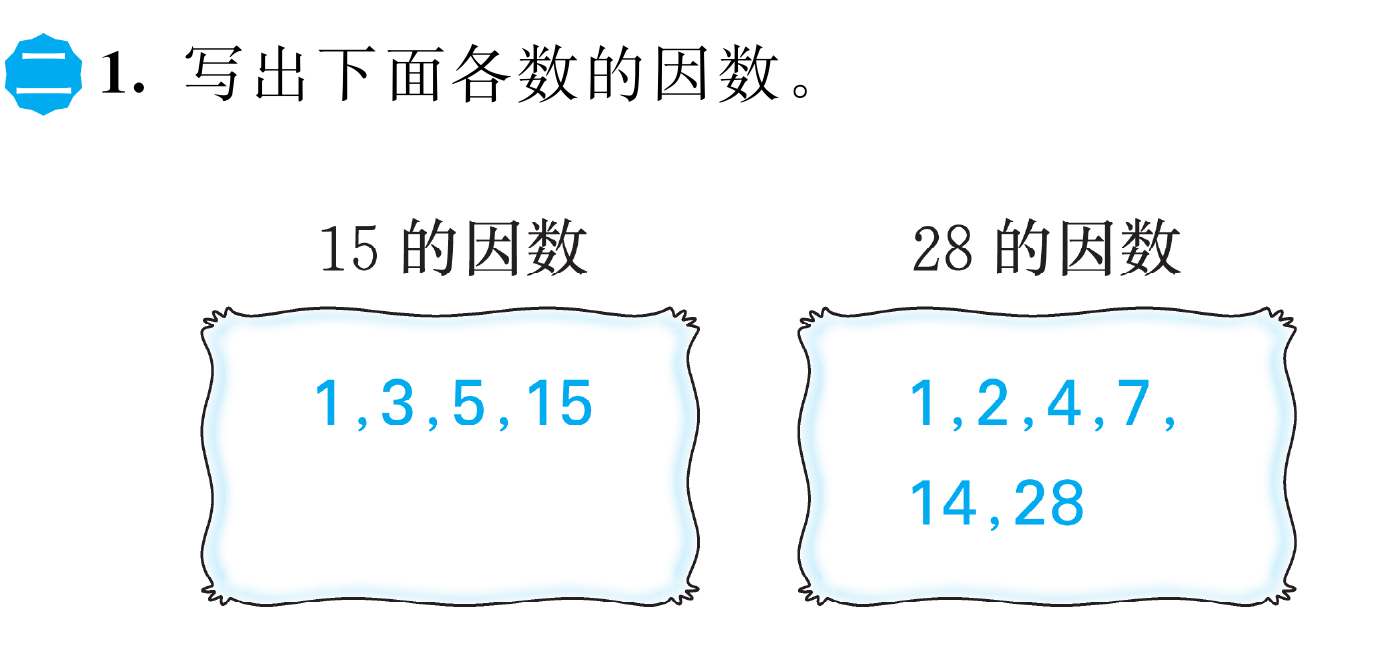 二 1. 写出下面各数的因数。
15 的因数
28 的因数
1,3,5,15
1,2,4,7,
14,28